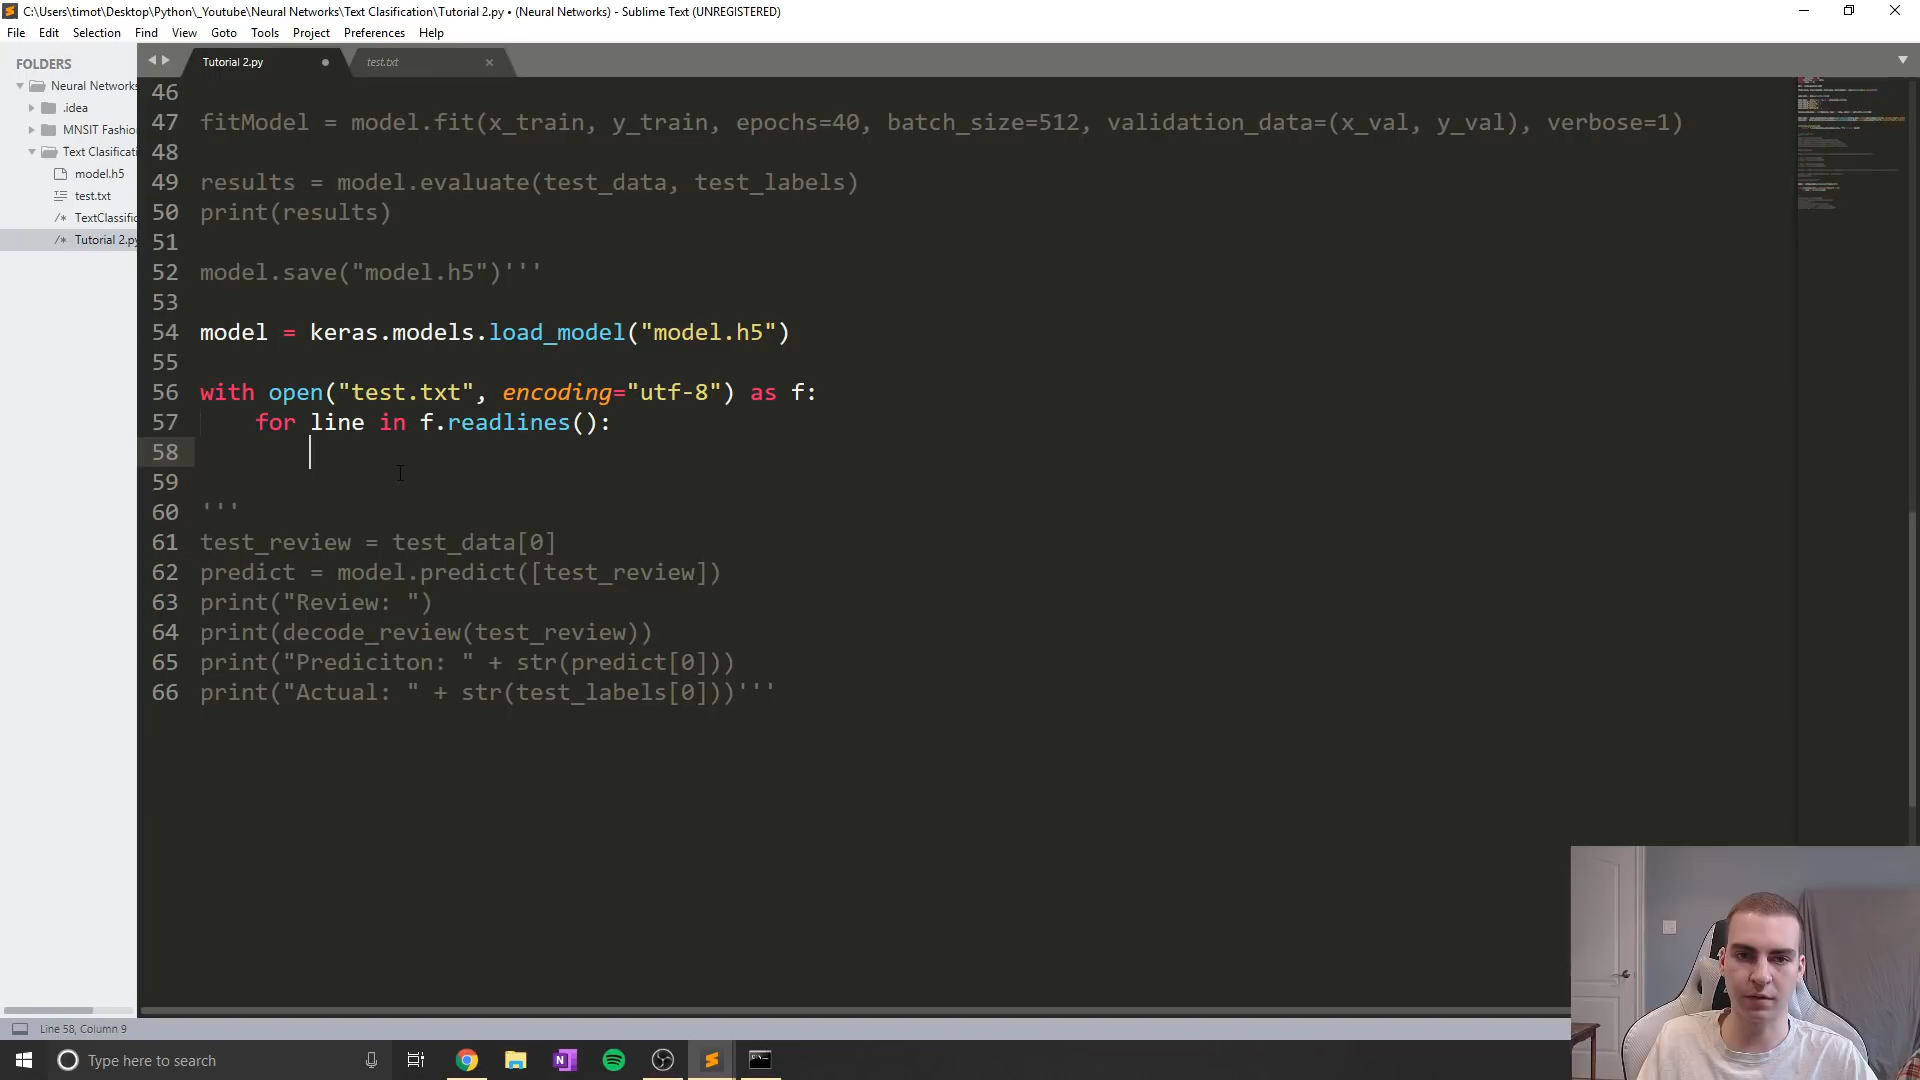 C:\Users\timot\Desktop\Python\_Youtube\Neural Networks\Text Clasification\Tutorial 2.py • (Neural Networks) - Sublime Text (UNREGISTERED)
File Edit Selection Find View Goto Tools Project Preferences Help
FOLDERS
Neural Networks
.idea
MNSIT Fashio
Text Clasificati
model.h5
test.txt
/* TextClassific
/* Tutorial 2.py
Tutorial 2.py
test.txt
46
47 fitModel = model.fit(x_train, y_train, epochs=40, batch_size=512, validation_data=(x_val, y_val), verbose=1)
48
49 results = model.evaluate(test_data, test_labels)
50 print(results)
51
52 model.save("model.h5")'''
53
54 model = keras.models.load_model("model.h5")
55
56 with open("test.txt", encoding="utf-8") as f:
57 for line in f.readlines():
58
59
60 '''
61 test_review = test_data[0]
62 predict = model.predict([test_review])
63 print("Review: ")
64 print(decode_review(test_review))
65 print("Prediciton: " + str(predict[0]))
66 print("Actual: " + str(test_labels[0]))'''
Line 58, Column 9
Type here to search